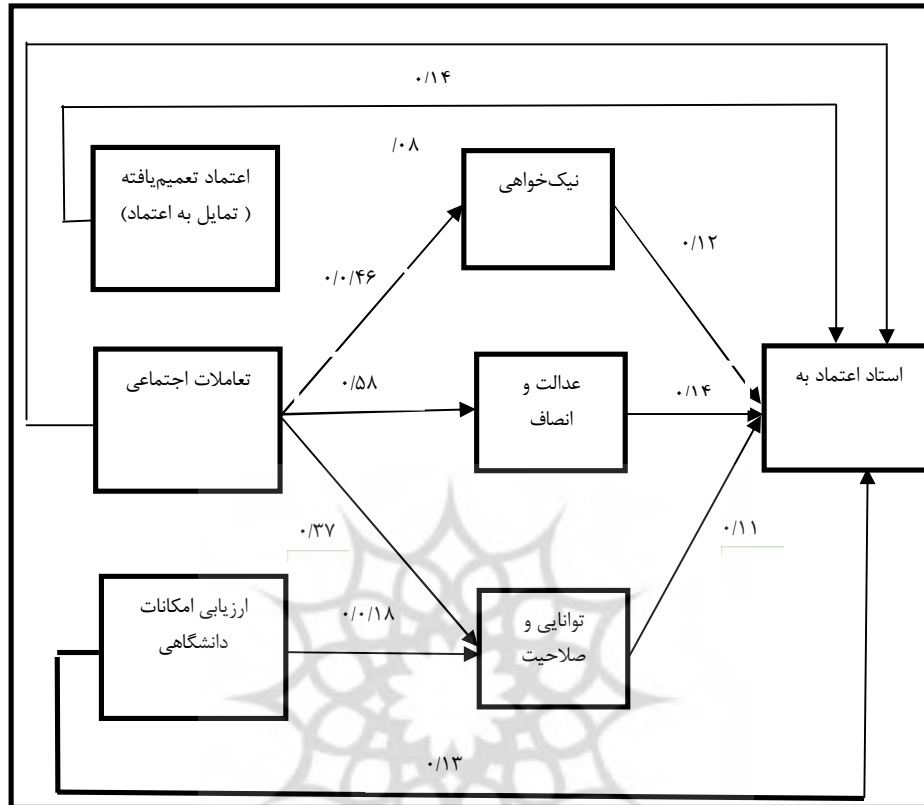 ۰/۱۴
/۰۸
اعتماد تعمیم‌یافته
( تمایل به اعتماد)
نیک‌خواهی
۰/۱۲
۰/۰/۴۶
تعاملات اجتماعی
۰/۵۸
عدالت و
انصاف
۰/۱۴
استاد اعتماد به
۰/۳۷
۰/۱۱
ارزیابی امکانات
دانشگاهی
۰/۰/۱۸
توانایی و
صلاحیت
۰/۱۳